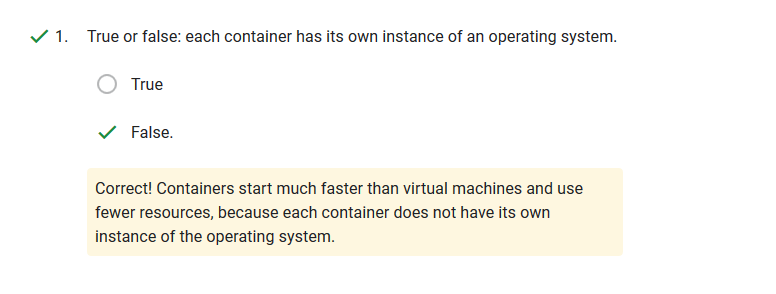 1. True or false: each container has its own instance of an operating system.
True
False.
Correct! Containers start much faster than virtual machines and use
fewer resources, because each container does not have its own
instance of the operating system.